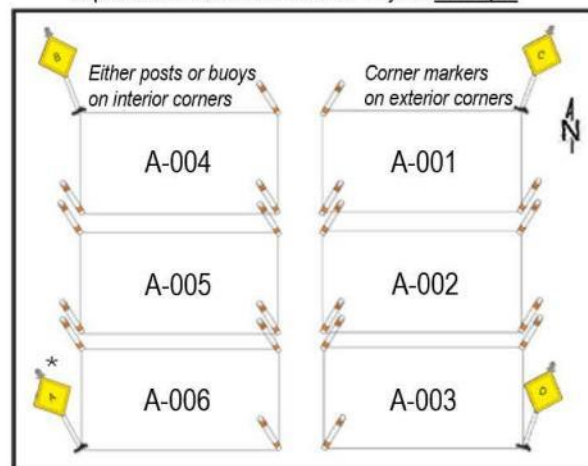 B
C
Either posts or buoys
on interior corners
Corner markers
on exterior corners
N
A-004
A-001
A-005
A-002
*
A
A-006
A-003
D